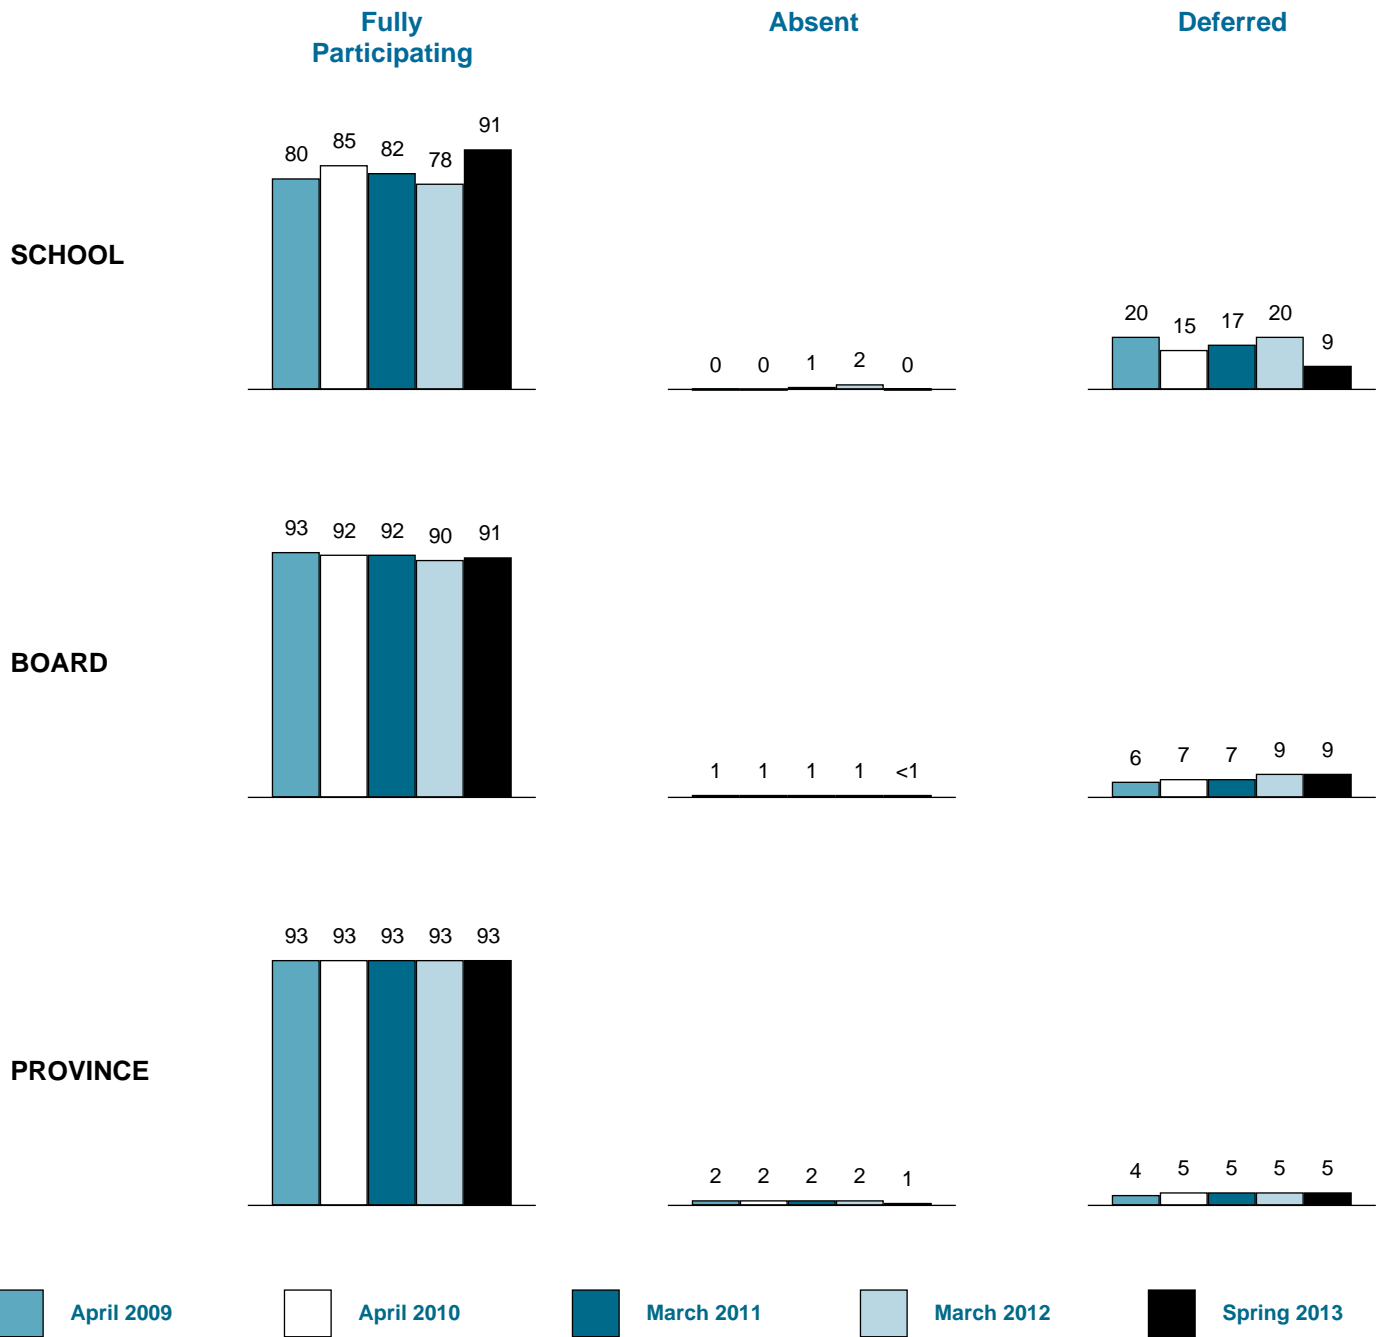 Fully
Participating
Absent
Deferred
SCHOOL
80 85 82 78 91
0 0 1 2 0
20 15 17 20 9
BOARD
93 92 92 90 91
1 1 1 1 <1
6 7 7 9 9
PROVINCE
93 93 93 93 93
2 2 2 2 1
4 5 5 5 5
April 2009
April 2010
March 2011
March 2012
Spring 2013